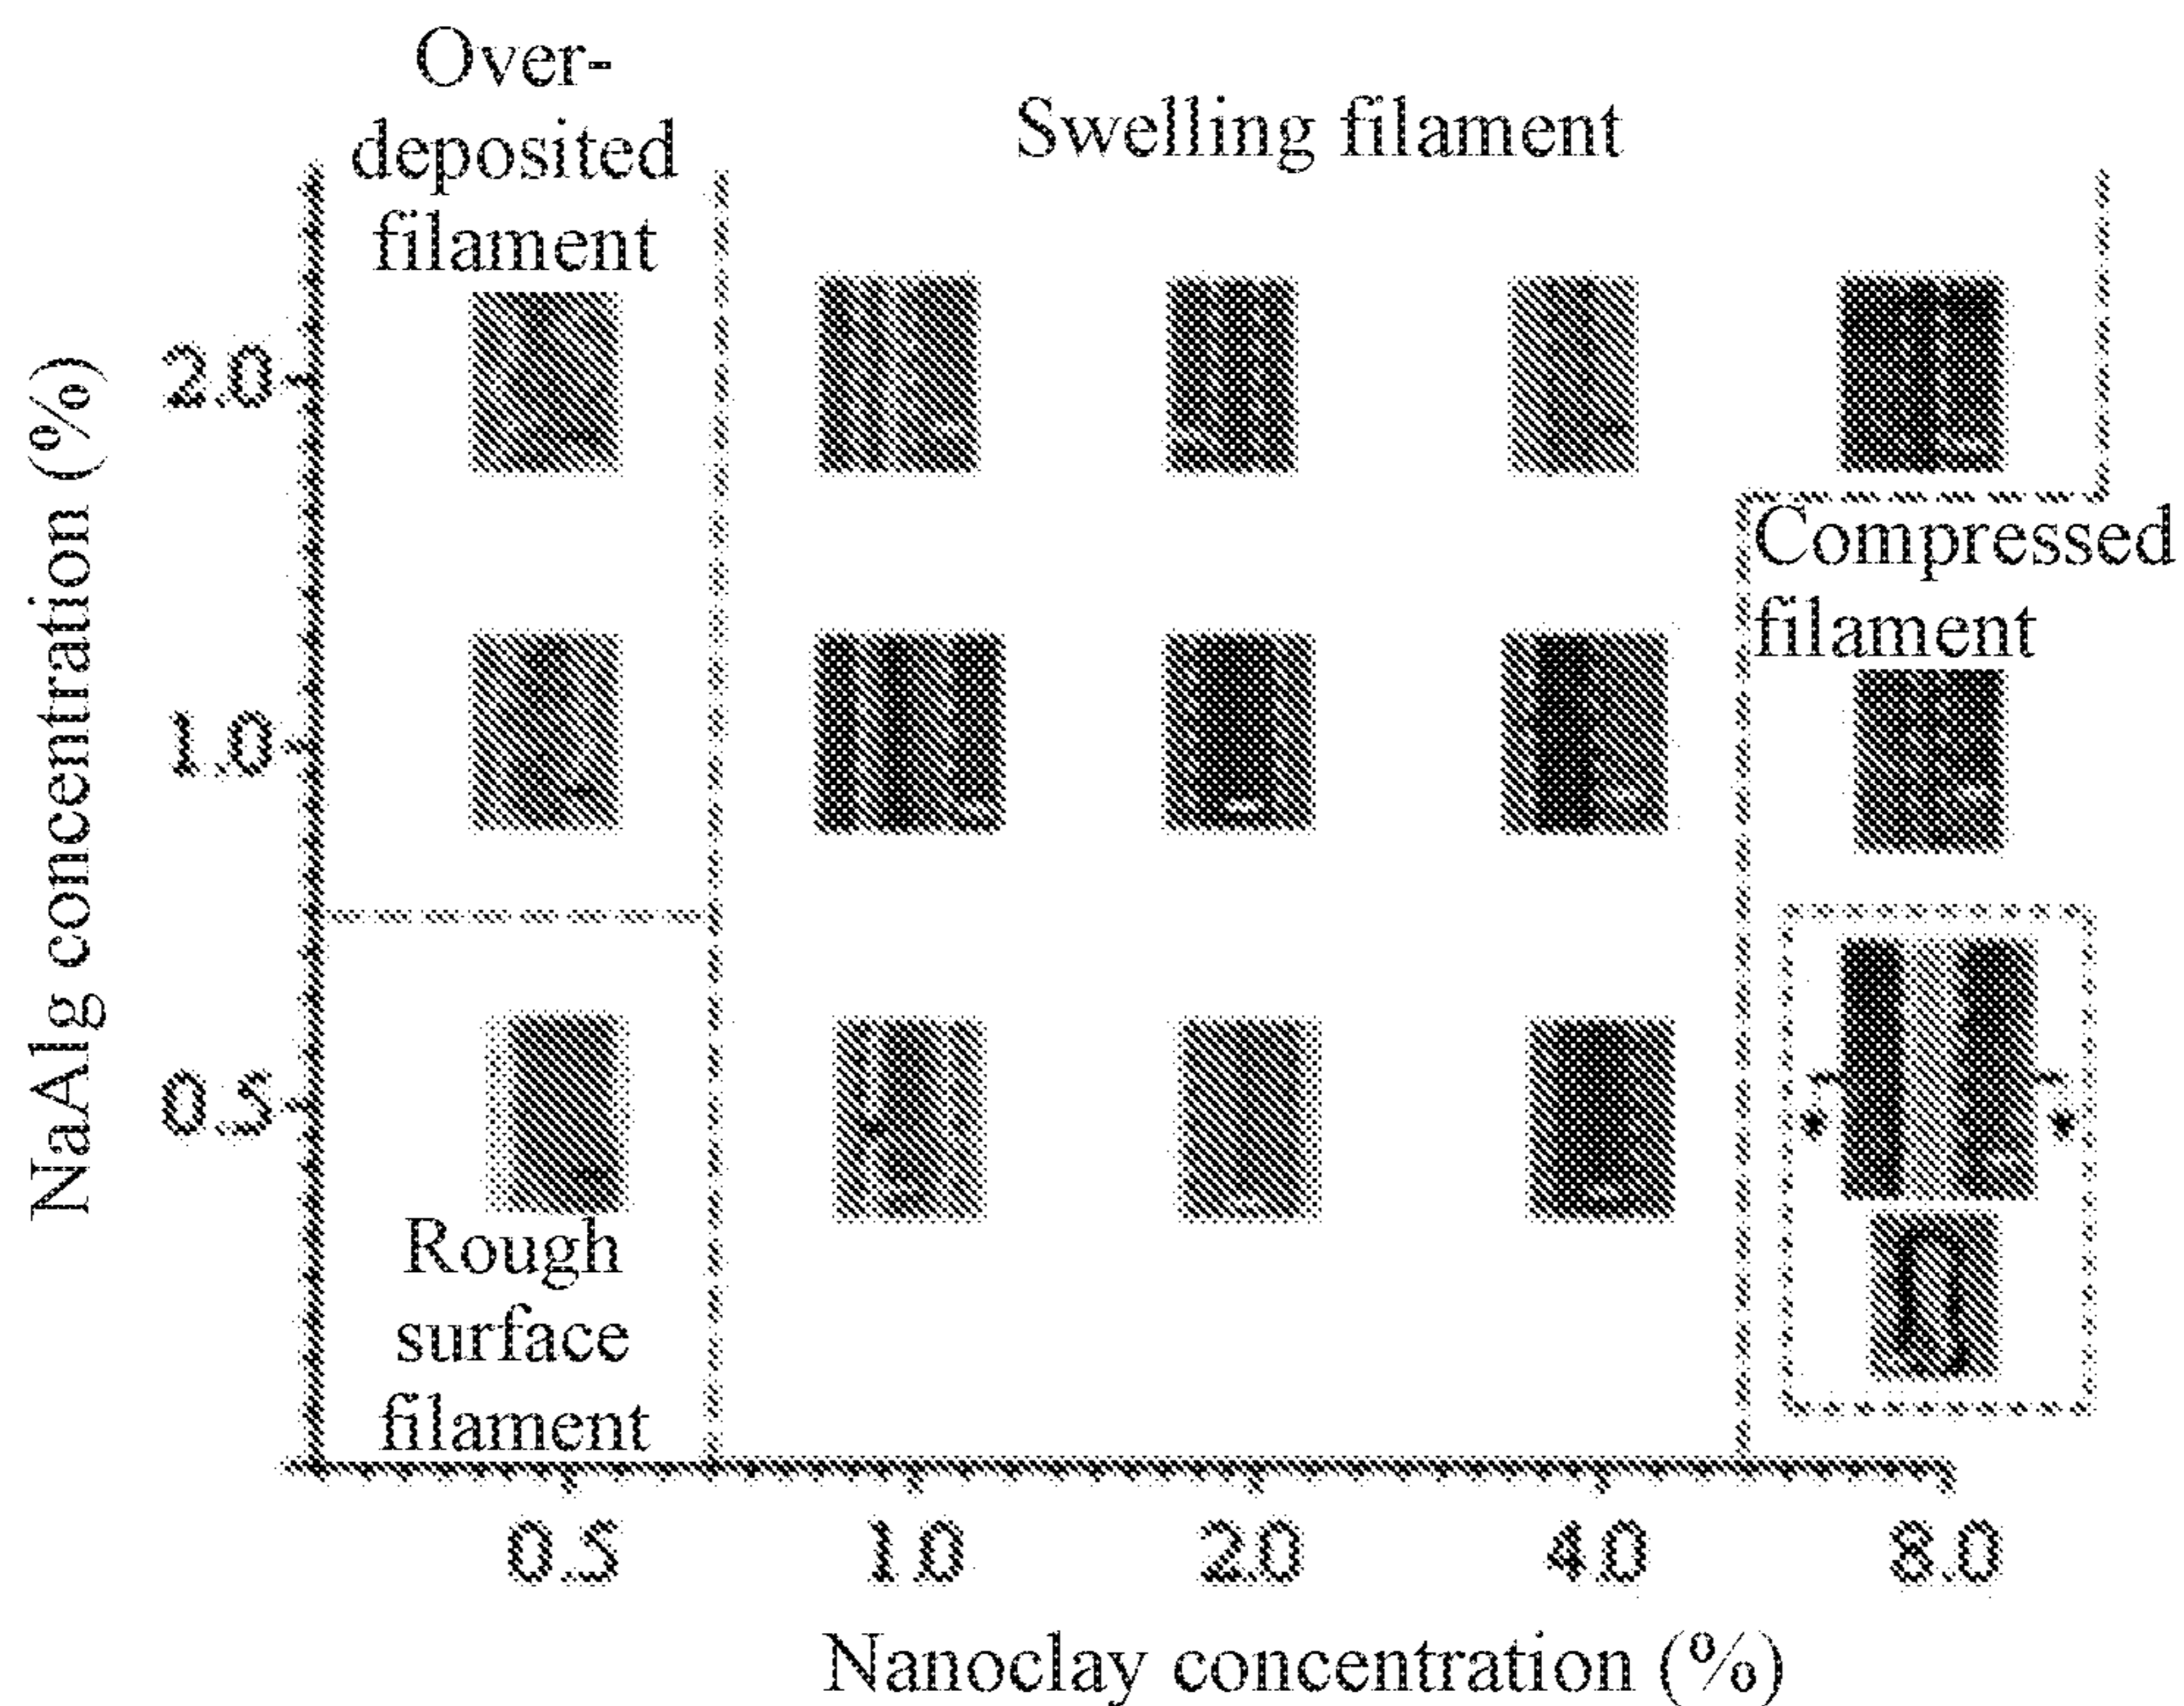 Over-
deposited
filament
Swelling filament
Compressed
filament
Rough
surface
filament
NaAlg concentration (%)
2.0
1.0
0.5
* *
0.5 1.0 2.0 4.0 8.0
Nanoclay concentration (%)